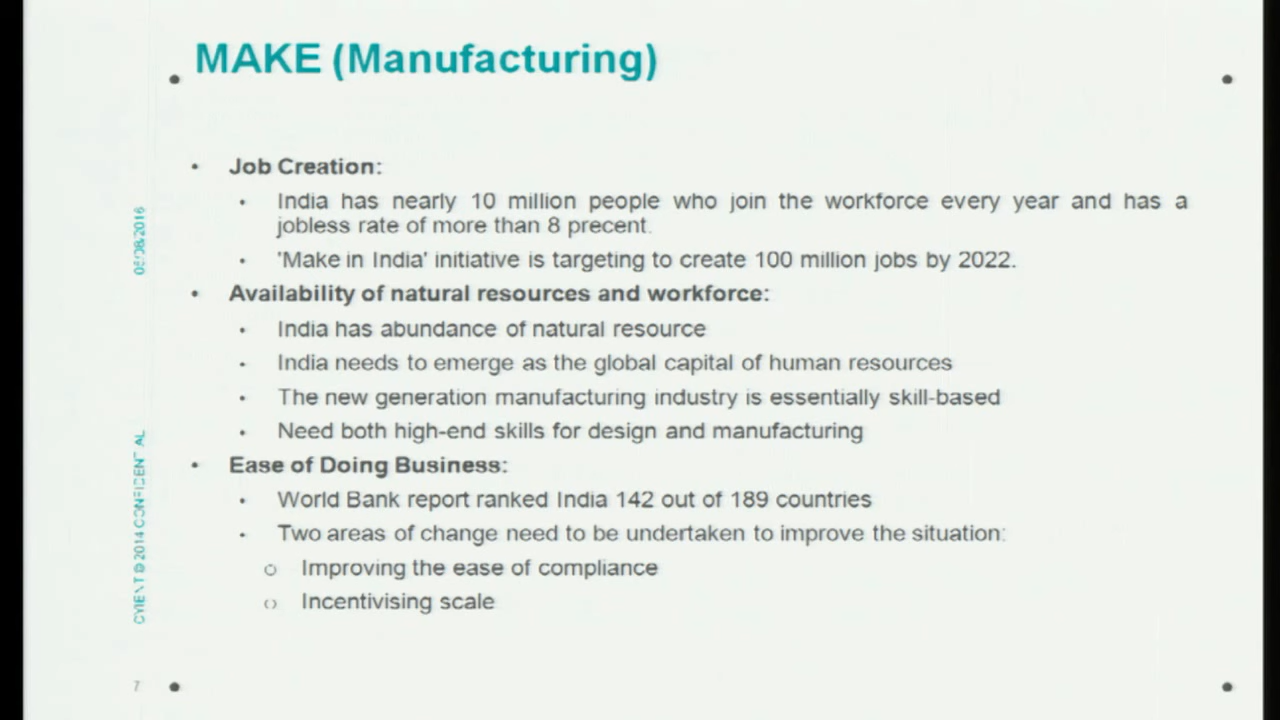 MAKE (Manufacturing)
• Job Creation:
• India has nearly 10 million people who join the workforce every year and has a
jobless rate of more than 8 precent.
• 'Make in India' initiative is targeting to create 100 million jobs by 2022.
• Availability of natural resources and workforce:
• India has abundance of natural resource
• India needs to emerge as the global capital of human resources
• The new generation manufacturing industry is essentially skill-based
• Need both high-end skills for design and manufacturing
• Ease of Doing Business:
• World Bank report ranked India 142 out of 189 countries
• Two areas of change need to be undertaken to improve the situation:
o Improving the ease of compliance
o Incentivising scale
CYIENT © 2014 CONFIDENTIAL
7